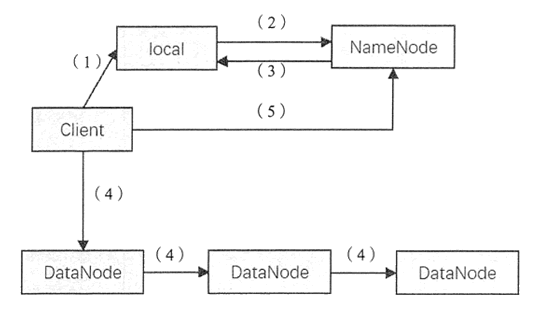 (2)
local
NameNode
(1)
(3)
(5)
Client
(4)
(4)
(4)
DataNode
DataNode
DataNode